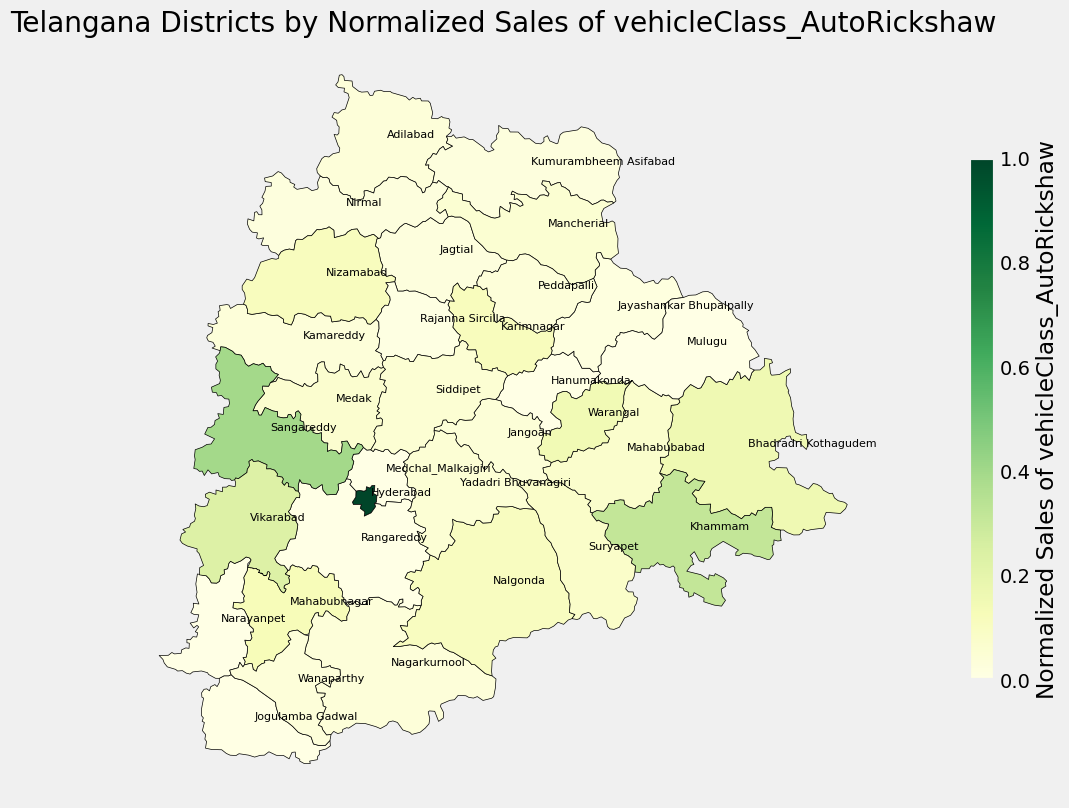 Telangana Districts by Normalized Sales of vehicleClass_AutoRickshaw
Adilabad
Kumurambheem Asifabad
Nirmal
Mancherial
Jagtial
Nizamabad
Peddapalli
Jayashankar Bhupalpally
Rajanna Sircilla
Karimnagar
Kamareddy
Mulugu
Hanumakonda
Siddipet
Medak
Warangal
Sangareddy
Jangoan
Bhadradri Kothagudem
Mahabubabad
Medchal_Malkajgiri
Yadadri Bhuvanagiri
Hyderabad
Vikarabad
Khammam
Rangareddy
Suryapet
Nalgonda
Mahabubnagar
Narayanpet
Nagarkurnool
Wanaparthy
Jogulamba Gadwal
1.0
0.8
0.6
0.4
0.2
0.0
Normalized Sales of vehicleClass_AutoRickshaw